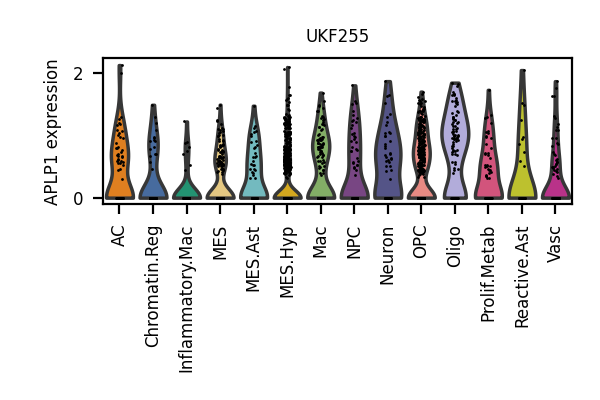 UKF255
APLP1 expression
2
0
AC
Chromatin.Reg
Inflammatory.Mac
MES
MES.Ast
MES.Hyp
Mac
NPC
Neuron
OPC
Oligo
Prolif.Metab
Reactive.Ast
Vasc